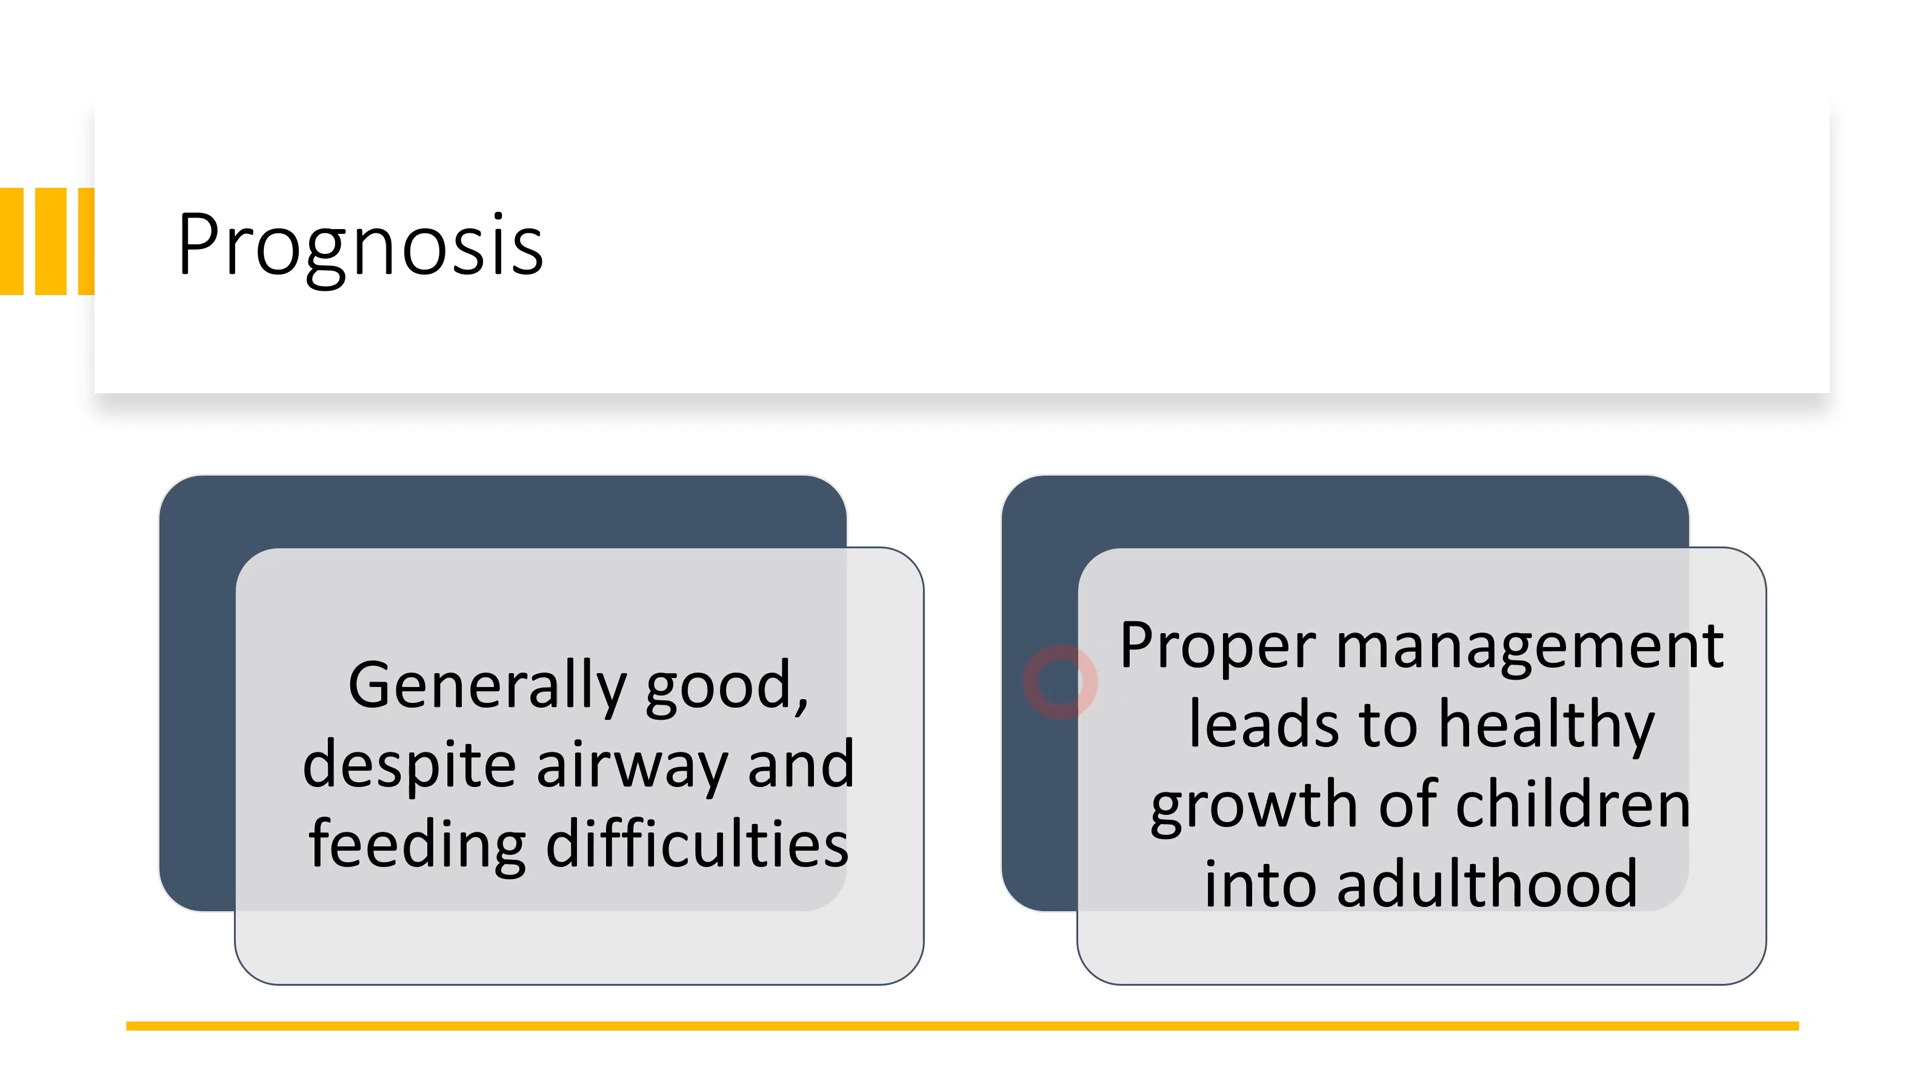 Prognosis
Generally good,
despite airway and
feeding difficulties
Proper management
leads to healthy
growth of children
into adulthood